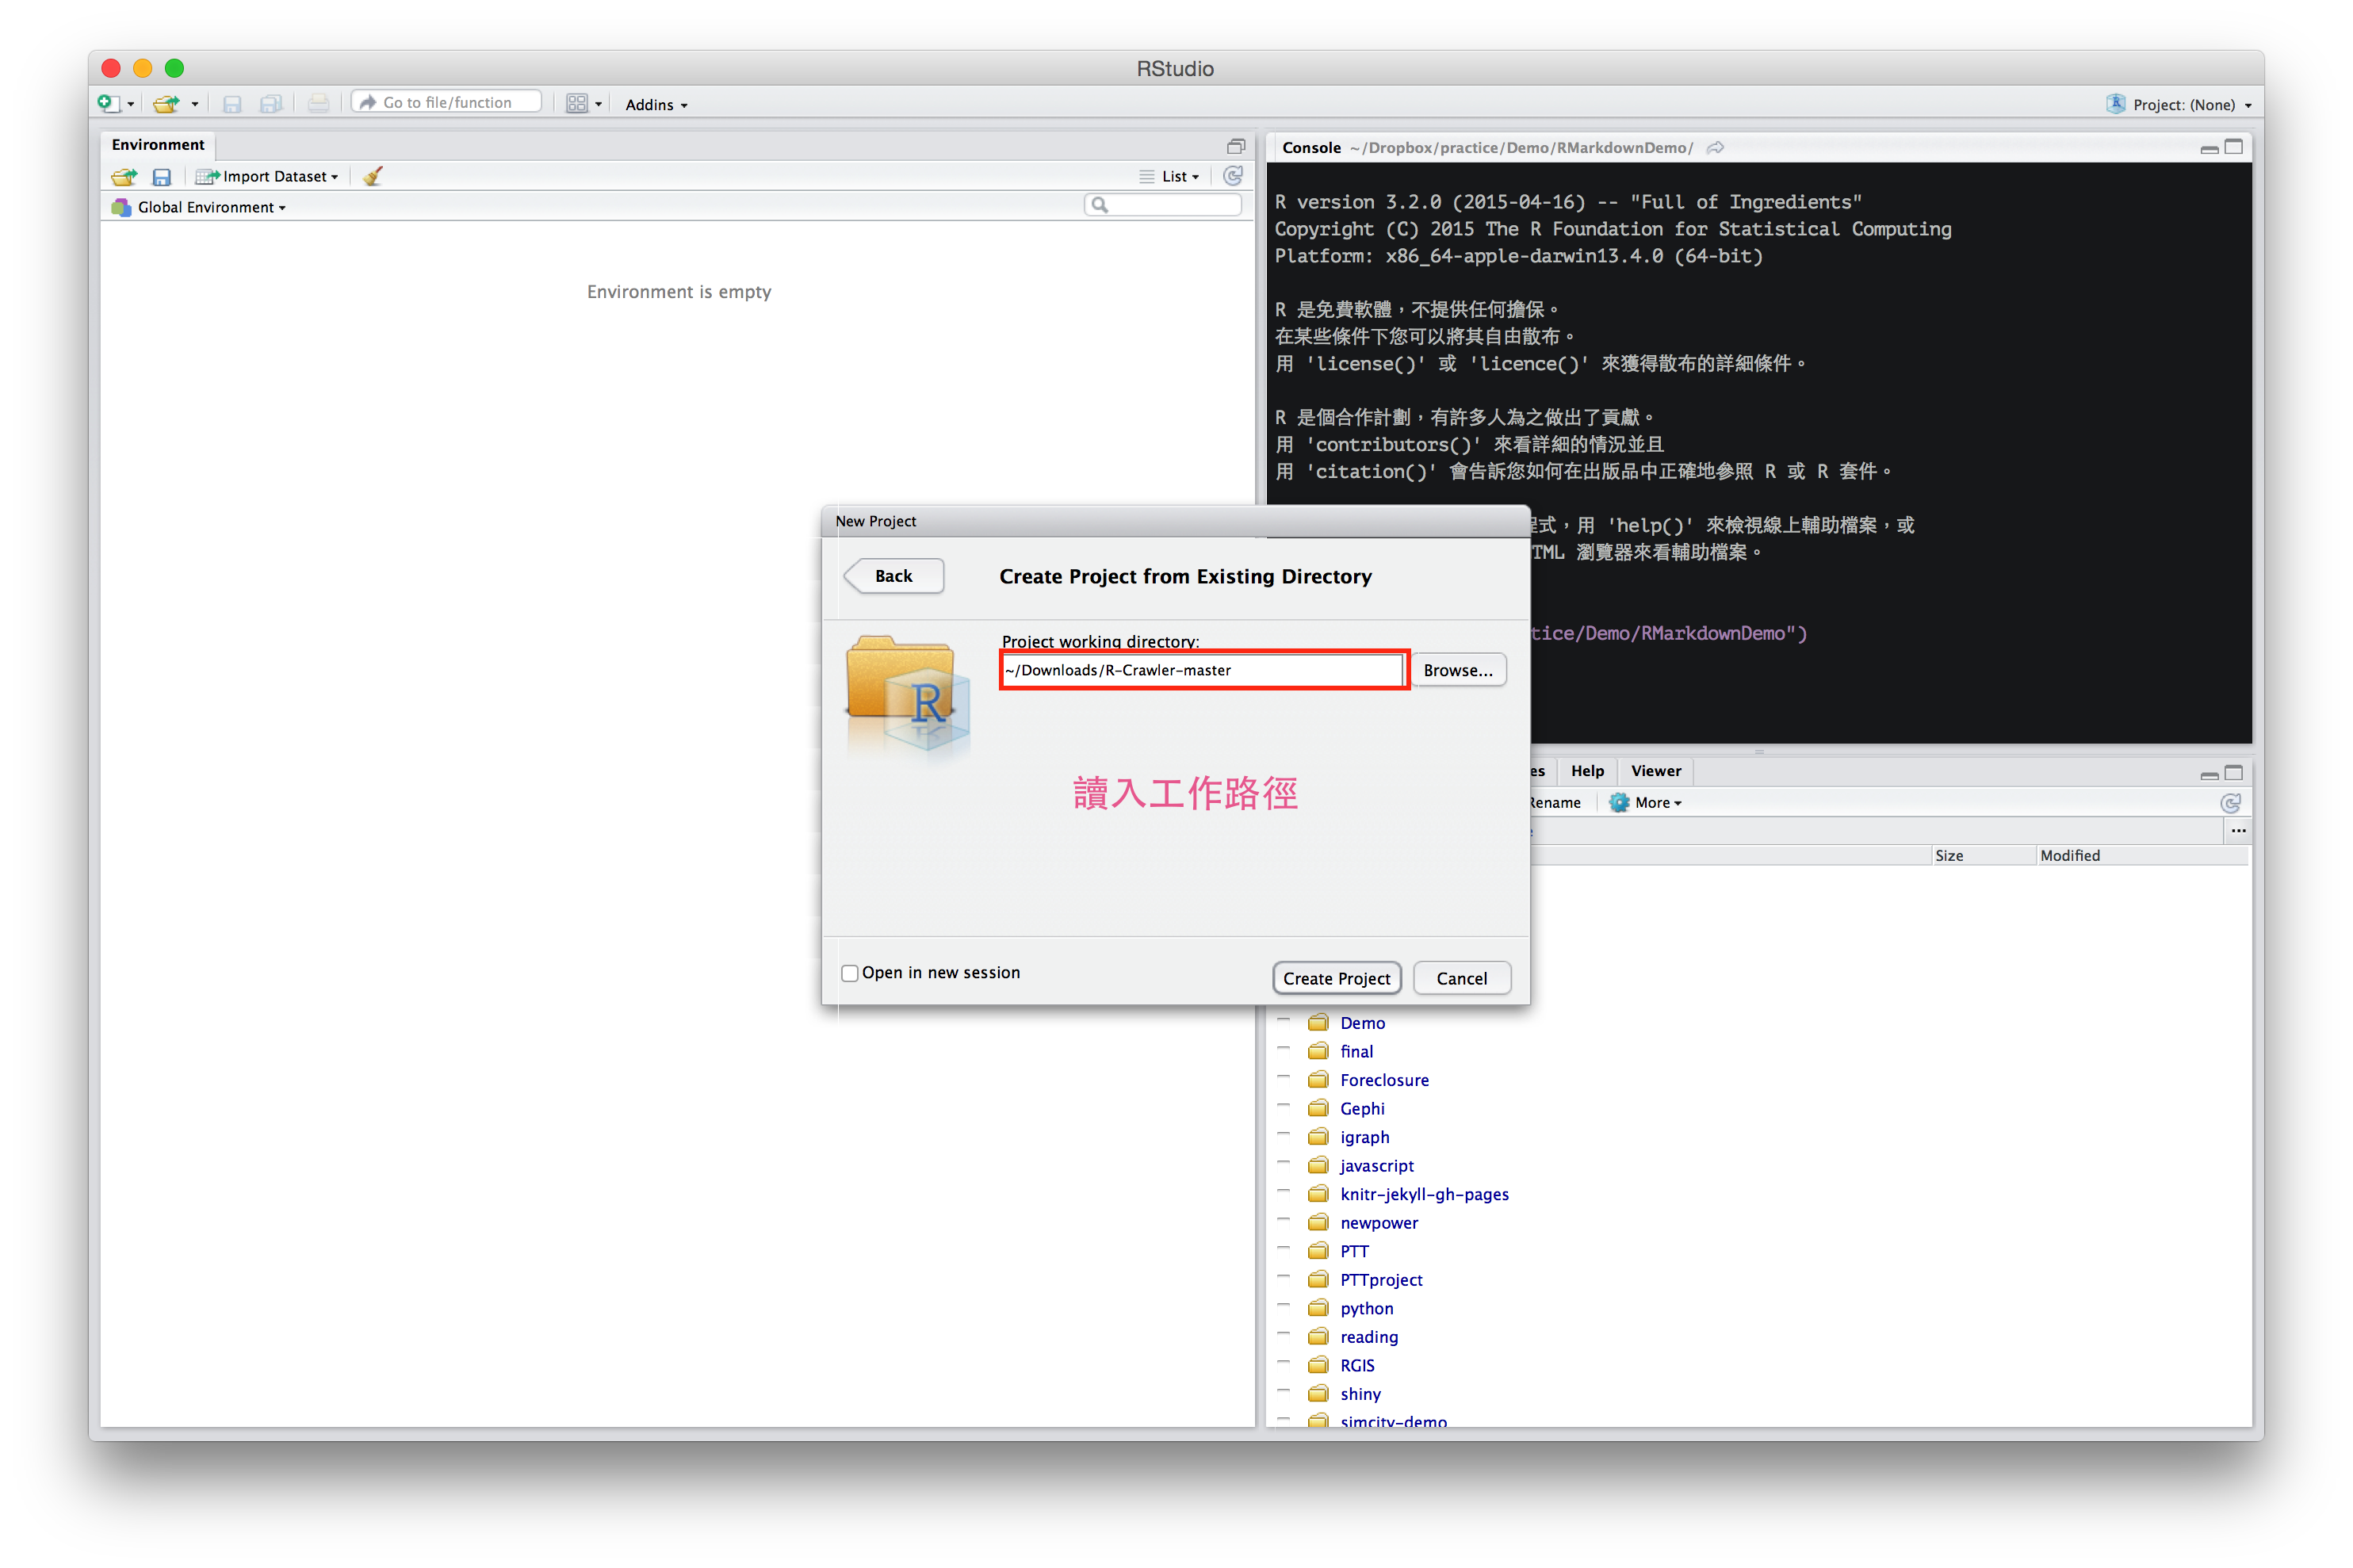 RStudio
Go to file/function
Addins
Project: (None)
Environment
Import Dataset
List
Global Environment
Environment is empty
Console ~/Dropbox/practice/Demo/RMarkdownDemo/
R version 3.2.0 (2015-04-16) -- "Full of Ingredients"
Copyright (C) 2015 The R Foundation for Statistical Computing
Platform: x86_64-apple-darwin13.4.0 (64-bit)
R 是免費軟體，不提供任何擔保。
在某些條件下您可以將其自由散布。
用 'license()' 或 'licence()' 來獲得散布的詳細條件。
R 是個合作計劃，有許多人為之做出了貢獻。
用 'contributors()' 來看詳細的情況並且
用 'citation()' 會告訴您如何在出版品中正確地參照 R 或 R 套件。
式，用 'help()' 來檢視線上輔助檔案，或
TML 瀏覽器來看輔助檔案。
tice/Demo/RMarkdownDemo")
New Project
Back
Create Project from Existing Directory
Project working directory:
~/Downloads/R-Crawler-master
Browse...
讀入工作路徑
Open in new session
Create Project
Cancel
es
Help
Viewer
Rename
More
Size
Modified
Demo
final
Foreclosure
Gephi
igraph
javascript
knitr-jekyll-gh-pages
newpower
PTT
PTTproject
python
reading
RGIS
shiny
simcity-demo